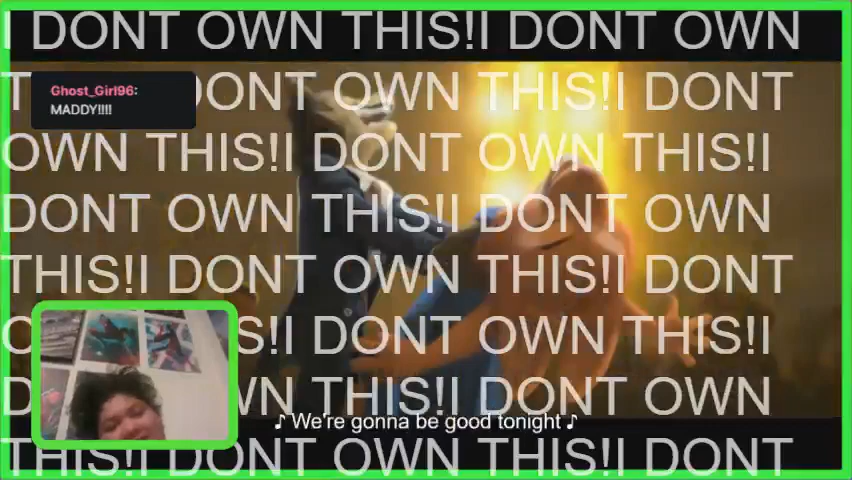 I DONT OWN THIS!I DONT OWN
Ghost_Girl96:
MADDY!!!!
T DONT OWN THIS!I DONT
OWN THIS!I DONT OWN THIS!I
DONT OWN THIS!I DONT OWN
THIS!I DONT OWN THIS!I DONT
O S!I DONT OWN THIS!I
D WN THIS!I DONT OWN
♪ We're gonna be good tonight ♪
THIS!I DONT OWN THIS!I DONT